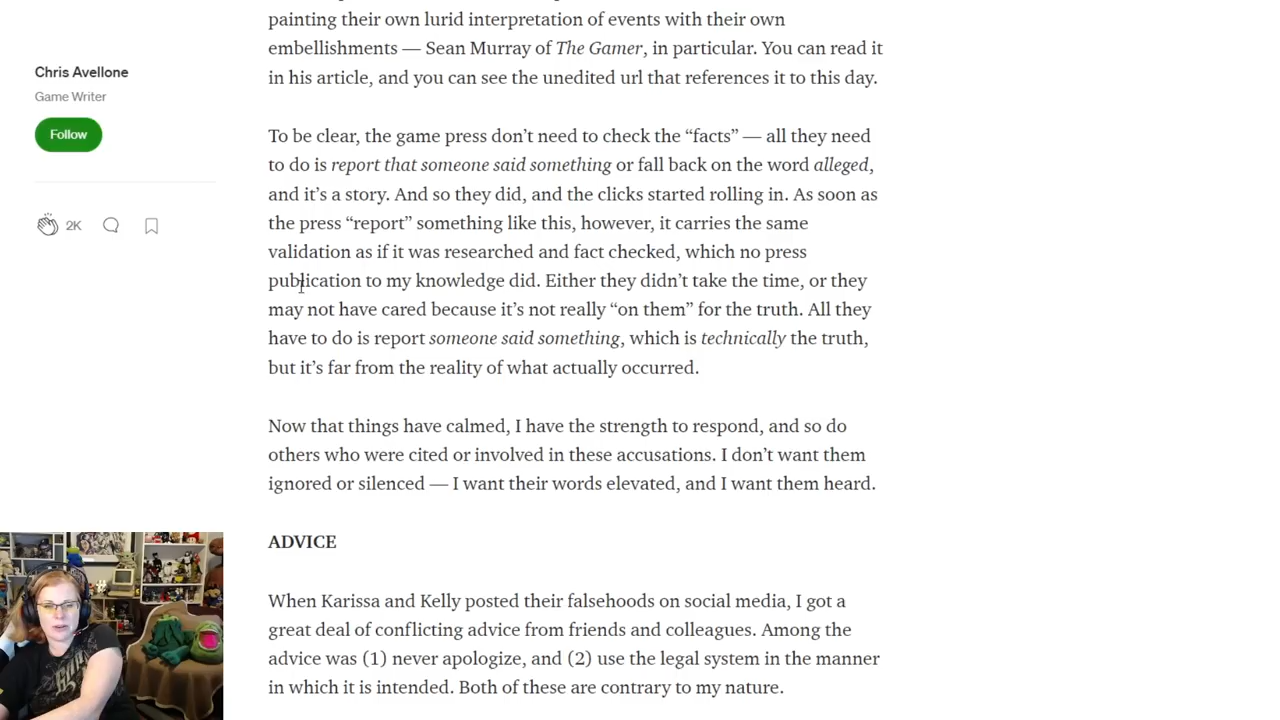 painting their own lurid interpretation of events with their own
embellishments — Sean Murray of The Gamer, in particular. You can read it
in his article, and you can see the unedited url that references it to this day.
Chris Avellone
Game Writer
Follow
2K
To be clear, the game press don’t need to check the “facts” — all they need
to do is report that someone said something or fall back on the word alleged,
and it’s a story. And so they did, and the clicks started rolling in. As soon as
the press “report” something like this, however, it carries the same
validation as if it was researched and fact checked, which no press
publication to my knowledge did. Either they didn’t take the time, or they
may not have cared because it’s not really “on them” for the truth. All they
have to do is report someone said something, which is technically the truth,
but it’s far from the reality of what actually occurred.
Now that things have calmed, I have the strength to respond, and so do
others who were cited or involved in these accusations. I don’t want them
ignored or silenced — I want their words elevated, and I want them heard.
ADVICE
When Karissa and Kelly posted their falsehoods on social media, I got a
great deal of conflicting advice from friends and colleagues. Among the
advice was (1) never apologize, and (2) use the legal system in the manner
in which it is intended. Both of these are contrary to my nature.